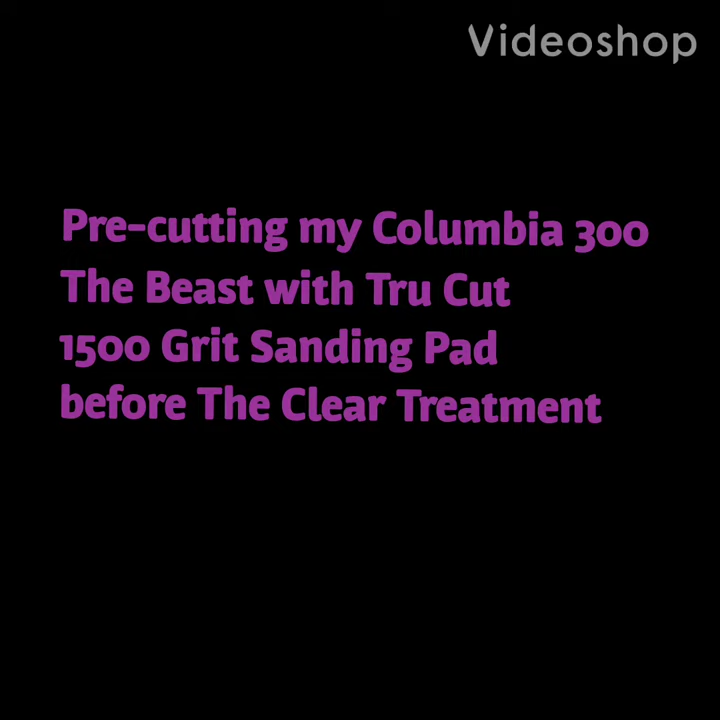 Videoshop
Pre-cutting my Columbia 300
The Beast with Tru Cut
1500 Grit Sanding Pad
before The Clear Treatment